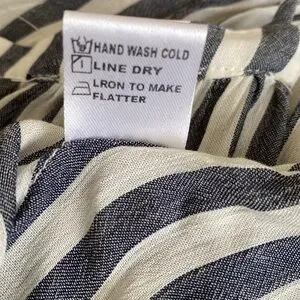 HAND WASH COLD
LINE DRY
LRON TO MAKE
FLATTER